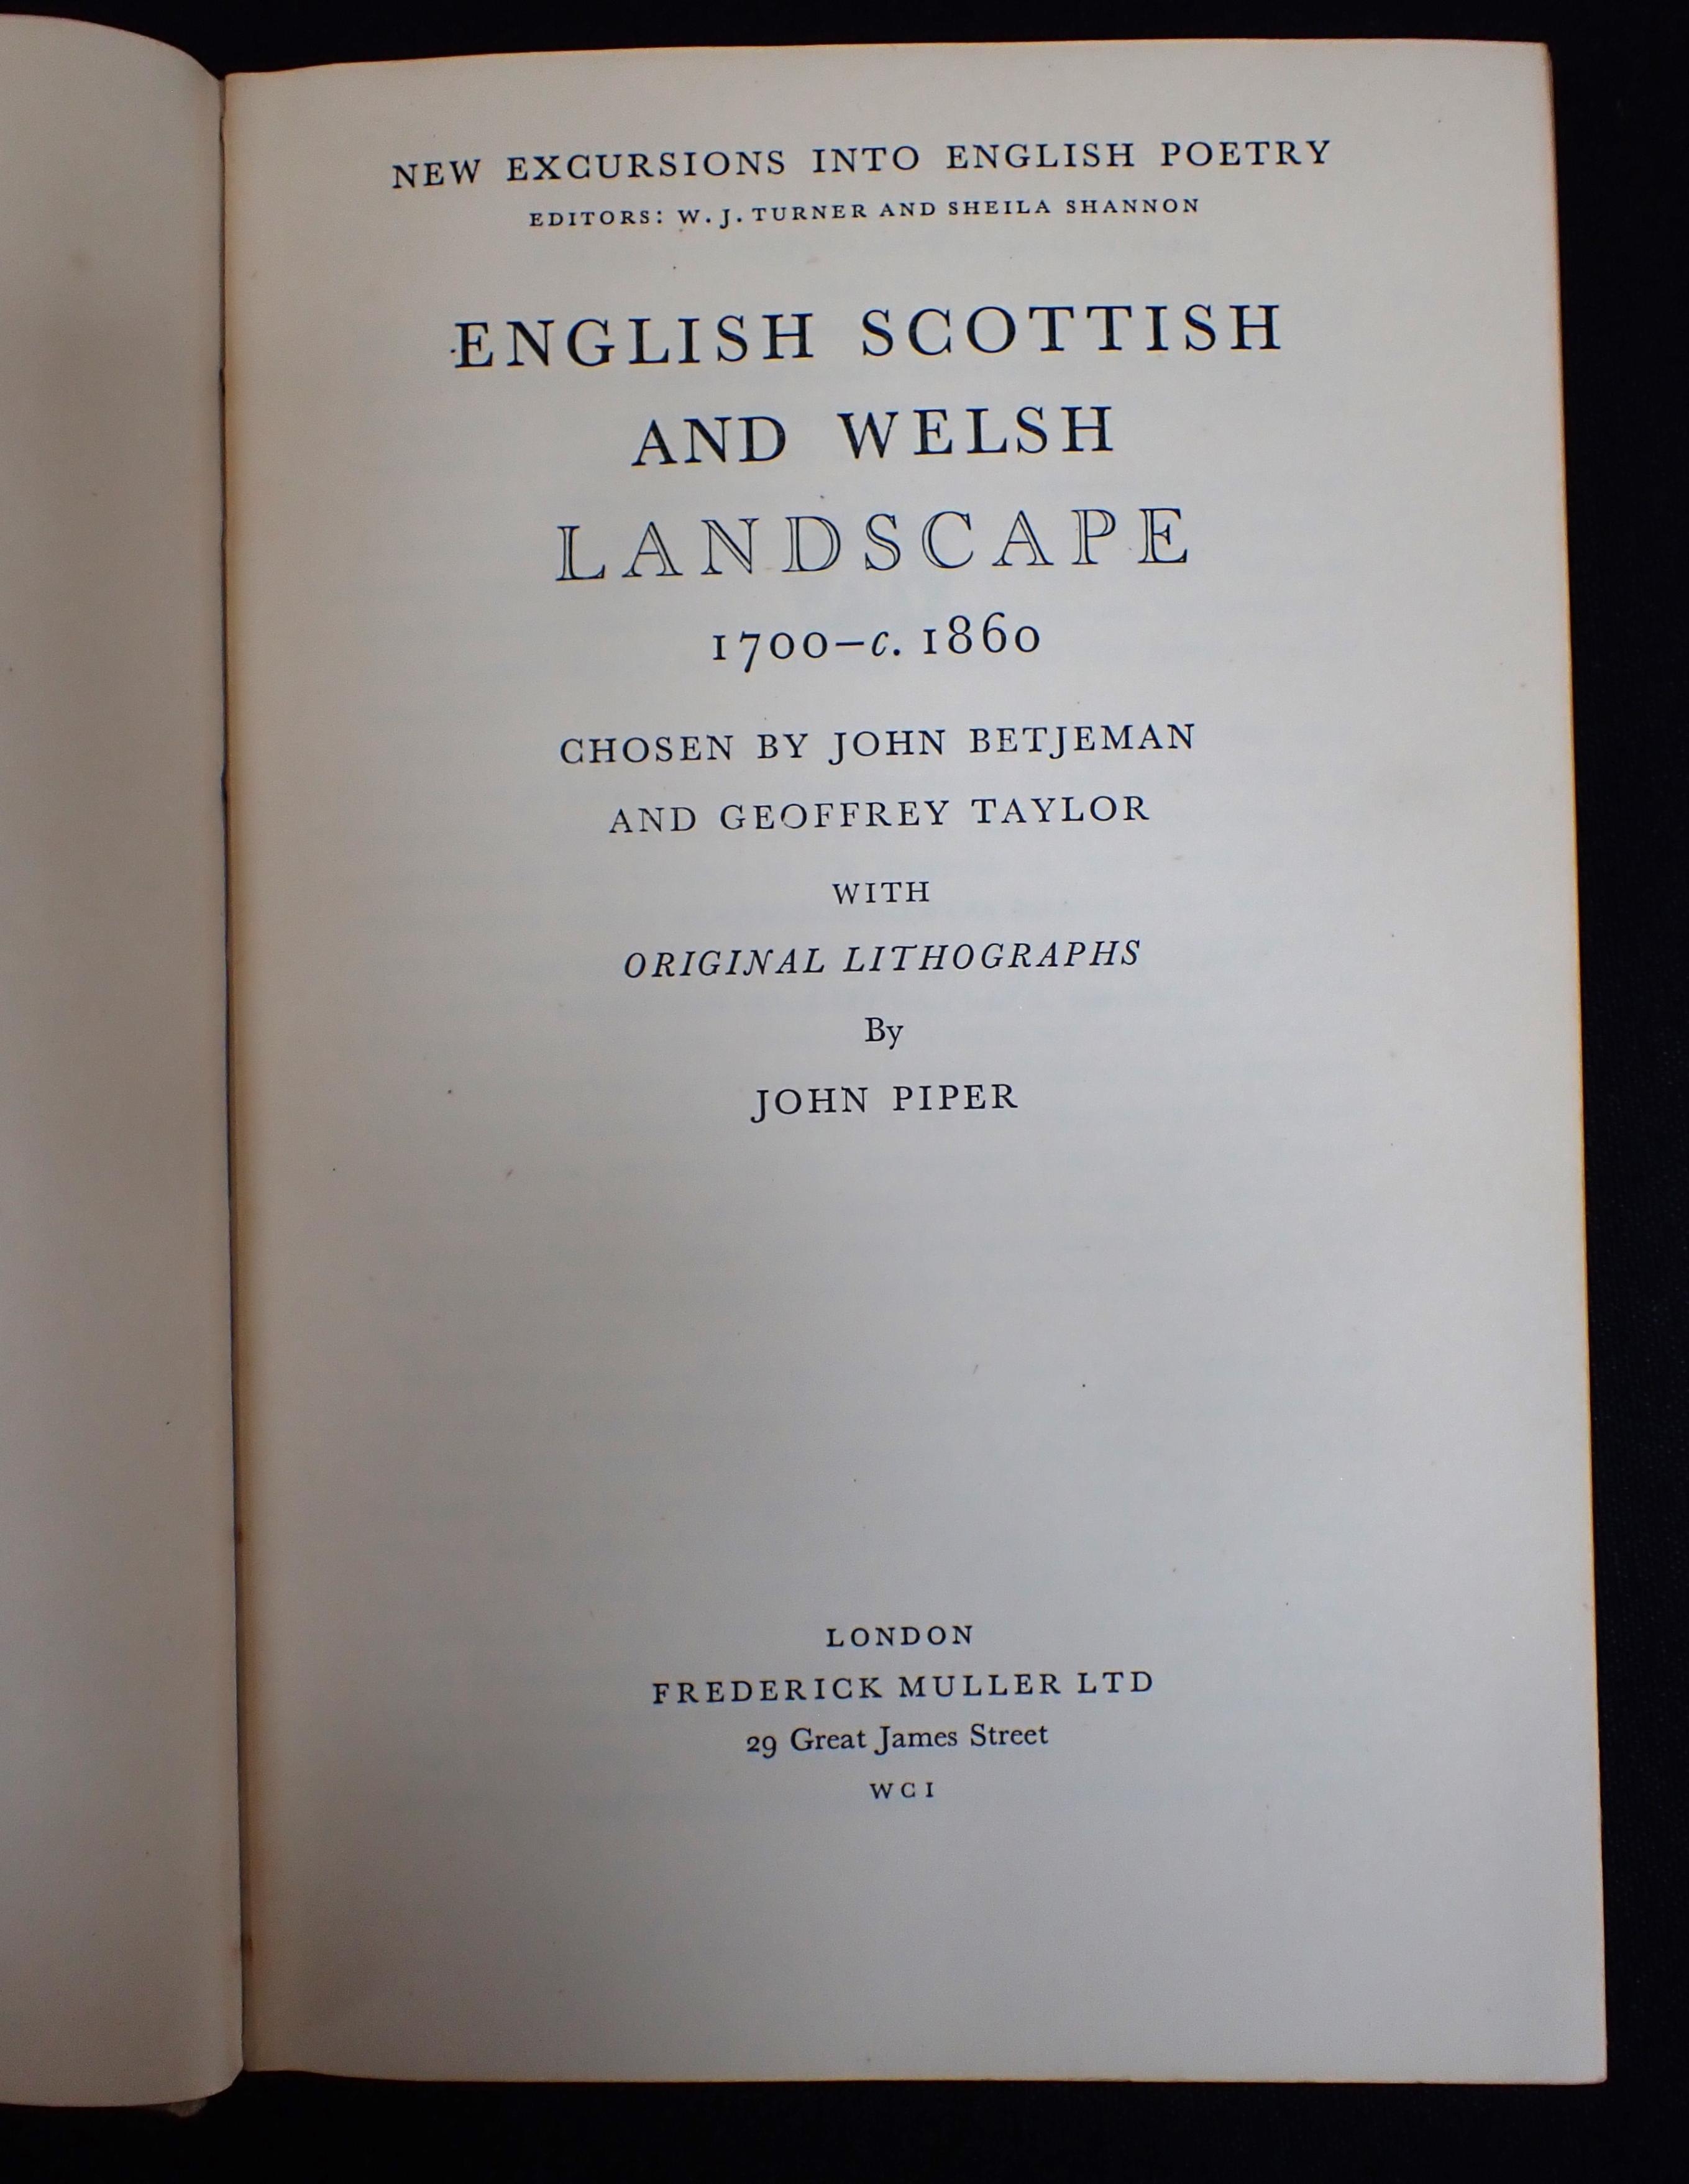 NEW EXCURSIONS INTO ENGLISH POETRY
EDITORS: W. J. TURNER AND SHEILA SHANNON
ENGLISH SCOTTISH
AND WELSH
LANDSCAPE
1700–c. 1860
CHOSEN BY JOHN BETJEMAN
AND GEOFFREY TAYLOR
WITH
ORIGINAL LITHOGRAPHS
By
JOHN PIPER
LONDON
FREDERICK MULLER LTD
29 Great James Street
WC1